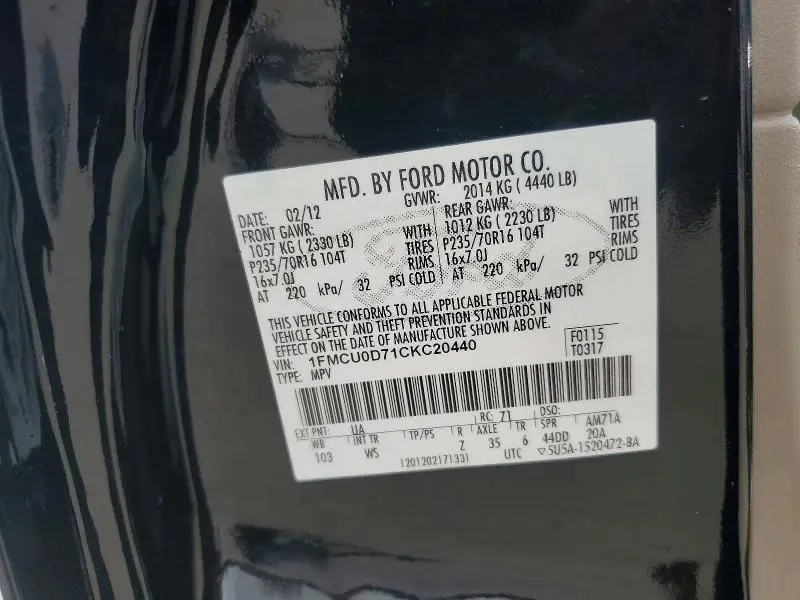 MFD. BY FORD MOTOR CO.
DATE: 02/12 GVWR: 2014 KG ( 4440 LB)
FRONT GAWR: REAR GAWR:
1057 KG ( 2330 LB) WITH 1012 KG ( 2230 LB) WITH
P235/70R16 104T TIRES P235/70R16 104T TIRES
16x7.0J RIMS 16x7.0J RIMS
AT 220 kPa/ 32 PSI COLD AT 220 kPa/ 32 PSI COLD
Ford
THIS VEHICLE CONFORMS TO ALL APPLICABLE FEDERAL MOTOR
VEHICLE SAFETY AND THEFT PREVENTION STANDARDS IN
EFFECT ON THE DATE OF MANUFACTURE SHOWN ABOVE.
VIN: 1FMCU0D71CKC20440 F0115
TYPE: MPV T0317
EXT PNT: UA RC: 71 DSO:
WB INT TR TP/PS R AXLE TR SPR AM71A
103 WS Z 35 6 44DD 20A
120120217133I UTC ▽5U5A-1520472-BA